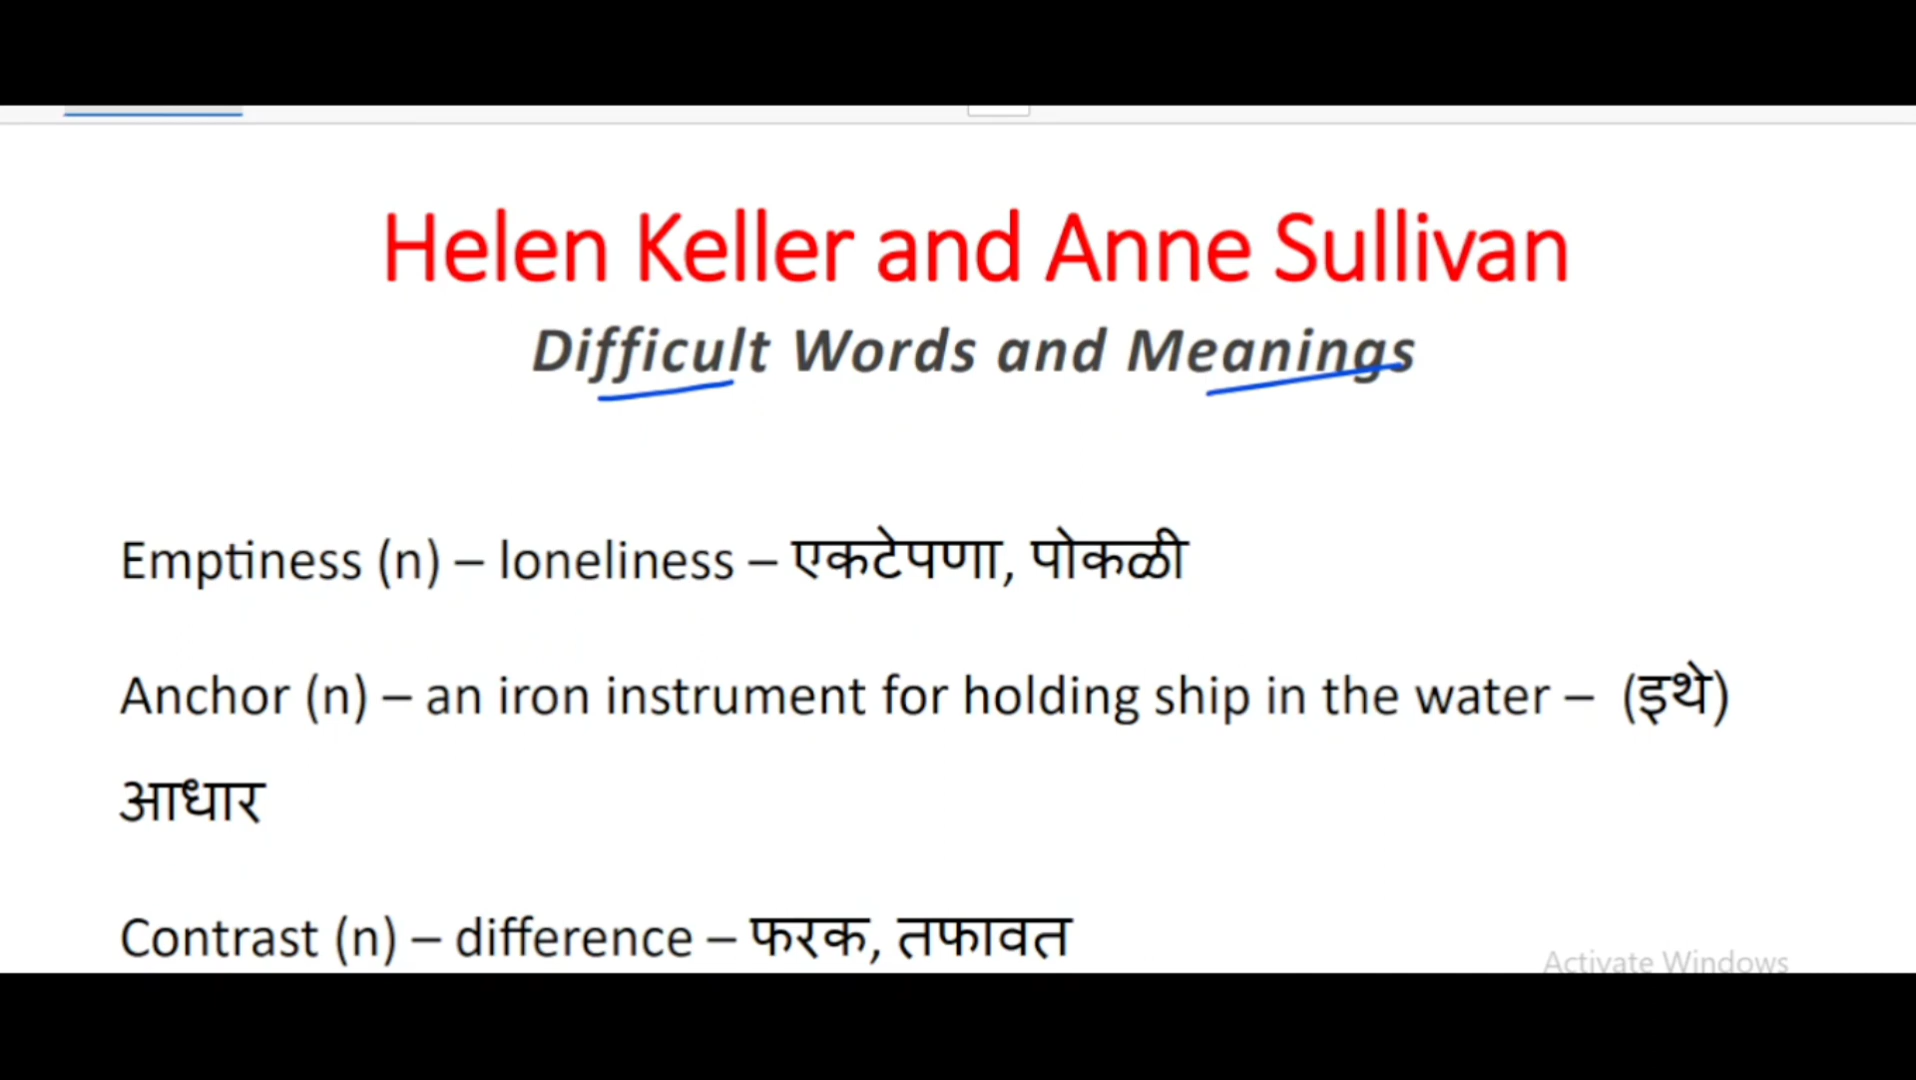 Helen Keller and Anne Sullivan
Difficult Words and Meanings
Emptiness (n) – loneliness – एकटेपणा, पोकळी
Anchor (n) – an iron instrument for holding ship in the water – (इथे)
आधार
Contrast (n) – difference – फरक, तफावत
Activate Windows